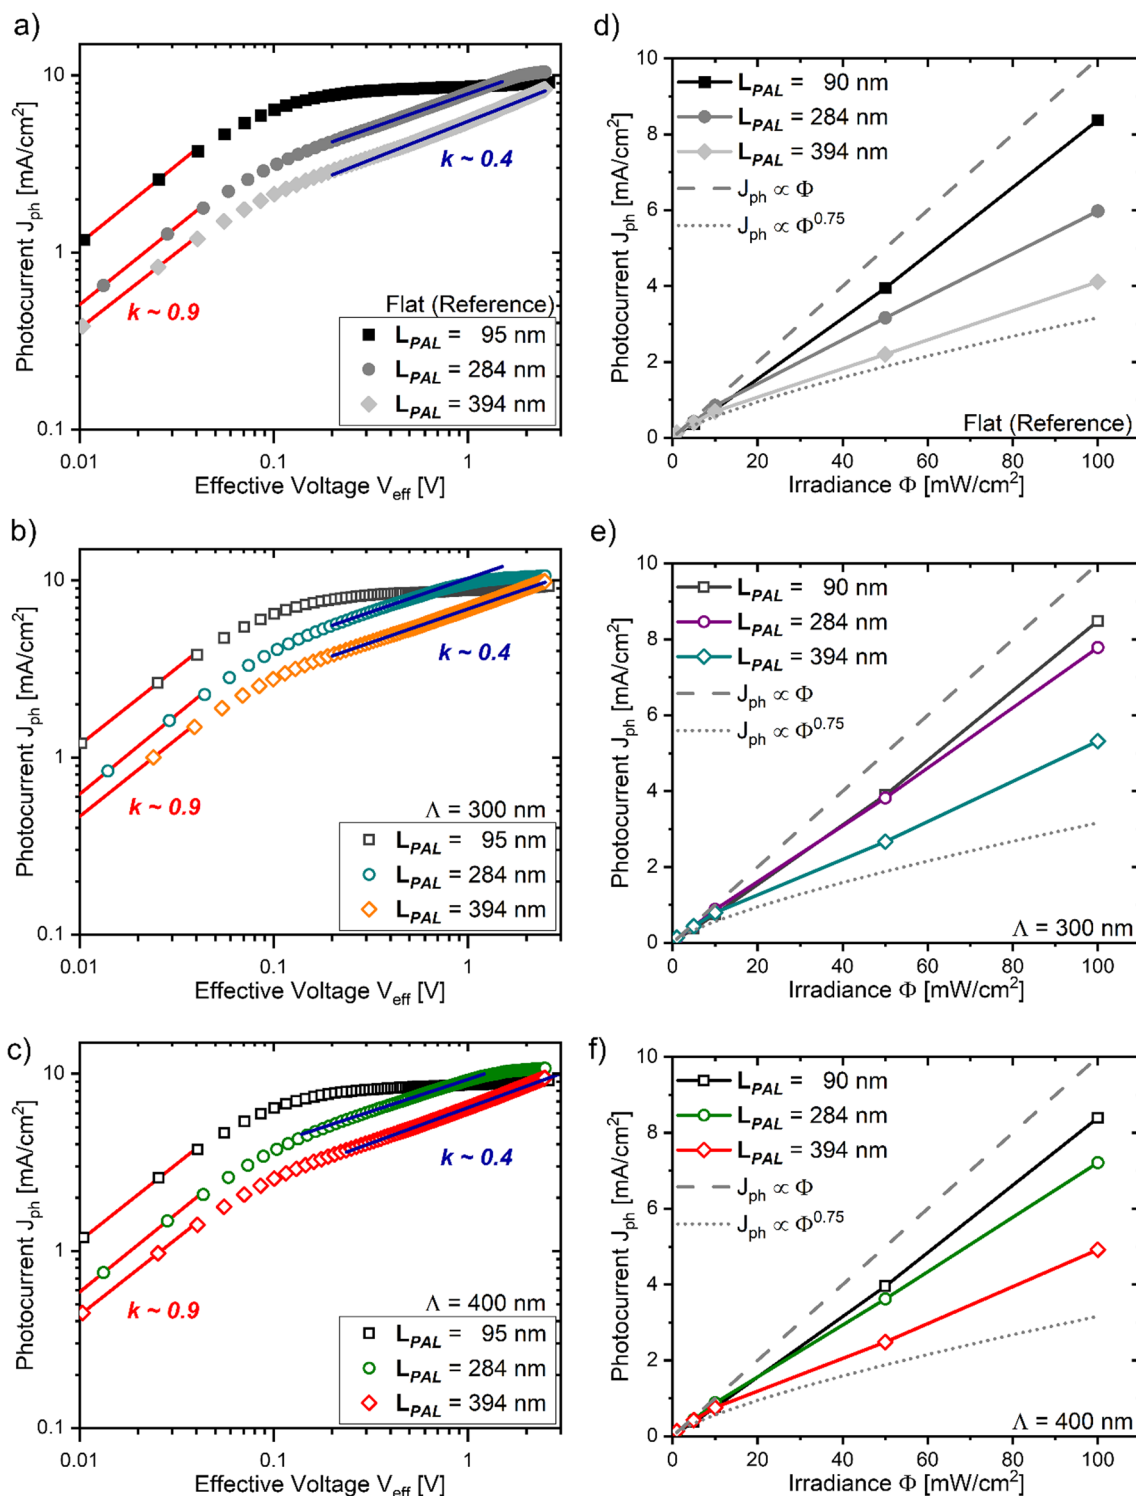 a)
Photocurrent J_ph [mA/cm²]
10
1
0.1
0.01
0.1
1
Effective Voltage V_eff [V]
k ~ 0.4
k ~ 0.9
Flat (Reference)
L_PAL = 95 nm
L_PAL = 284 nm
L_PAL = 394 nm
d)
Photocurrent J_ph [mA/cm²]
10
8
6
4
2
0
0
20
40
60
80
100
Irradiance Φ [mW/cm²]
L_PAL = 90 nm
L_PAL = 284 nm
L_PAL = 394 nm
J_ph ∝ Φ
J_ph ∝ Φ^0.75
Flat (Reference)
b)
Photocurrent J_ph [mA/cm²]
10
1
0.1
0.01
0.1
1
Effective Voltage V_eff [V]
k ~ 0.4
k ~ 0.9
Λ = 300 nm
L_PAL = 95 nm
L_PAL = 284 nm
L_PAL = 394 nm
e)
Photocurrent J_ph [mA/cm²]
10
8
6
4
2
0
0
20
40
60
80
100
Irradiance Φ [mW/cm²]
L_PAL = 90 nm
L_PAL = 284 nm
L_PAL = 394 nm
J_ph ∝ Φ
J_ph ∝ Φ^0.75
Λ = 300 nm
c)
Photocurrent J_ph [mA/cm²]
10
1
0.1
0.01
0.1
1
Effective Voltage V_eff [V]
k ~ 0.4
k ~ 0.9
Λ = 400 nm
L_PAL = 95 nm
L_PAL = 284 nm
L_PAL = 394 nm
f)
Photocurrent J_ph [mA/cm²]
10
8
6
4
2
0
0
20
40
60
80
100
Irradiance Φ [mW/cm²]
L_PAL = 90 nm
L_PAL = 284 nm
L_PAL = 394 nm
J_ph ∝ Φ
J_ph ∝ Φ^0.75
Λ = 400 nm